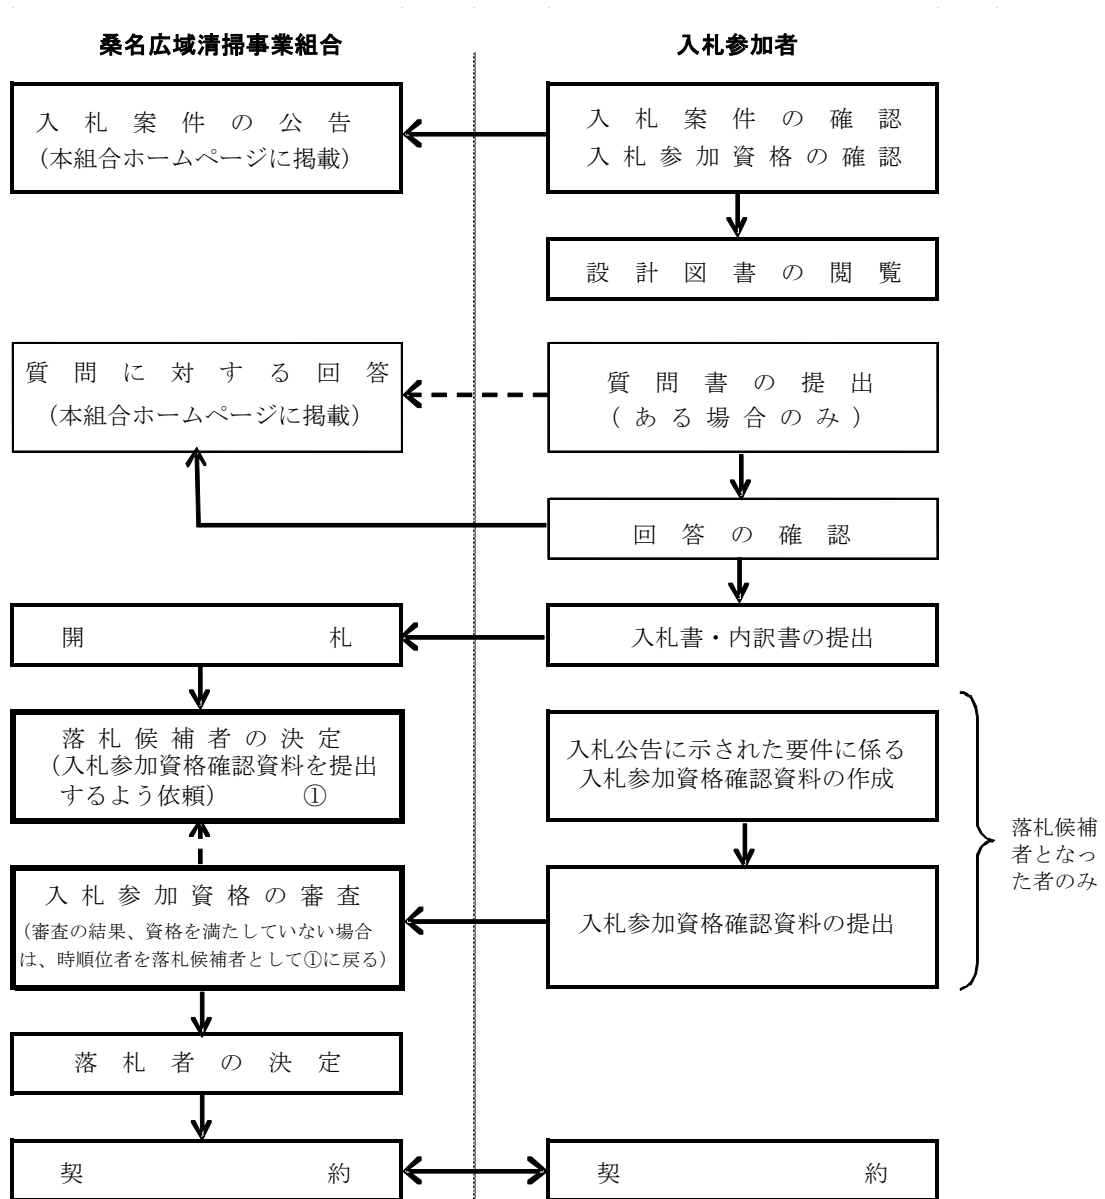 桑名広域清掃事業組合
入札参加者
入札案件の公告
(本組合ホームページに掲載)
入札案件の確認
入札参加資格の確認
設計図書の閲覧
質問に対する回答
(本組合ホームページに掲載)
質問書の提出
(ある場合のみ)
回答の確認
開札
入札書・内訳書の提出
落札候補者の決定
(入札参加資格確認資料を提出
するよう依頼) ①
入札公告に示された要件に係る
入札参加資格確認資料の作成
落札候補
者となっ
た者のみ
入札参加資格の審査
(審査の結果、資格を満たしていない場合
は、時順位者を落札候補者として①に戻る)
入札参加資格確認資料の提出
落札者の決定
契約
契約